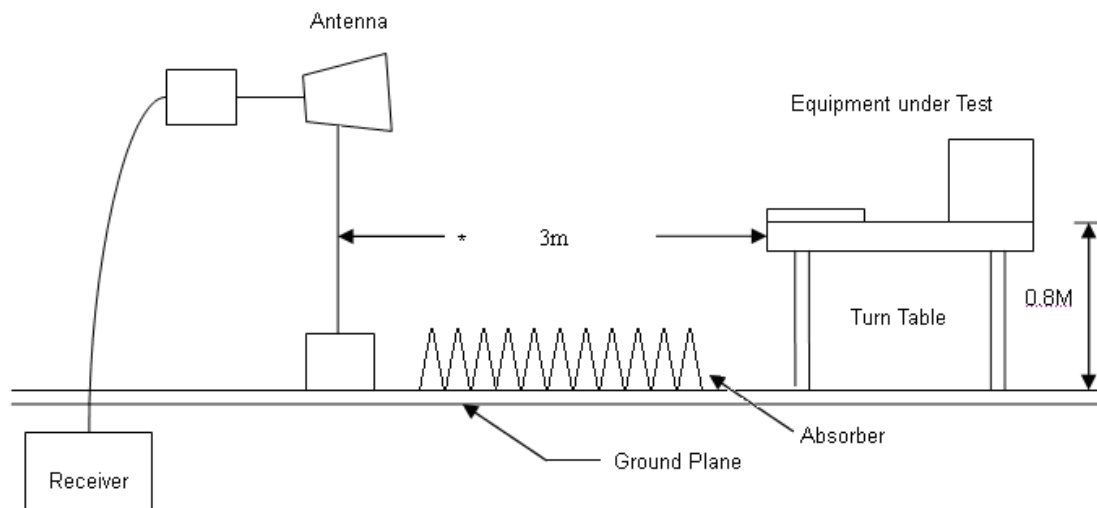 Antenna
Equipment under Test
* 3m
0.8M
Turn Table
Absorber
Ground Plane
Receiver